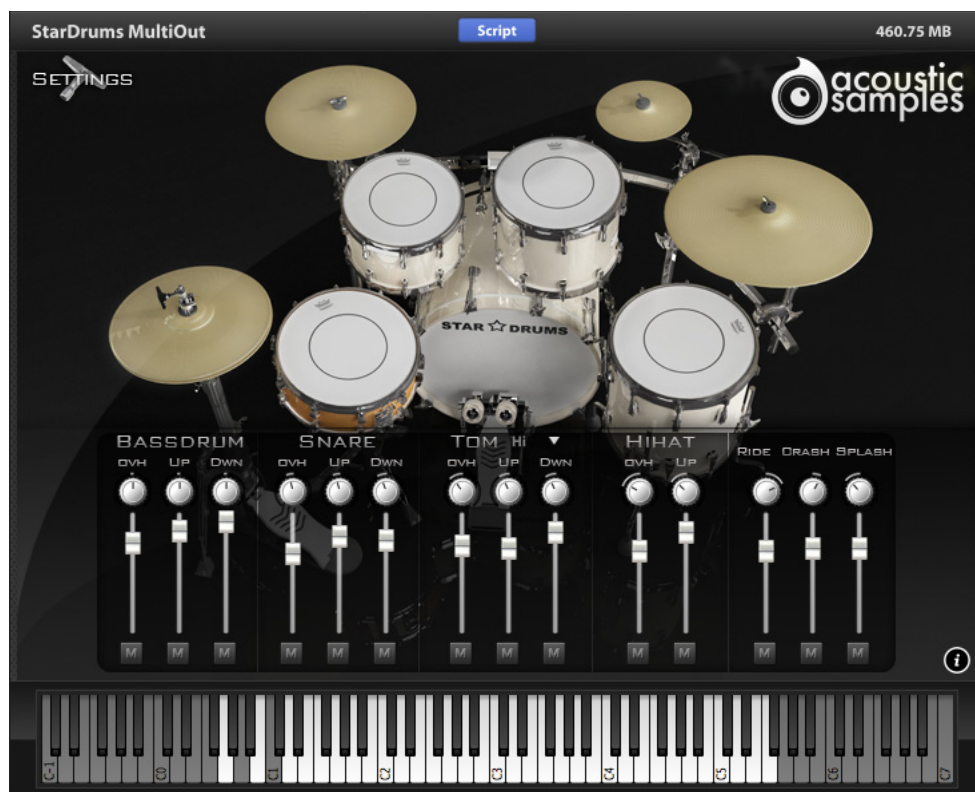 StarDrums MultiOut
Script
460.75 MB
SETTINGS
acoustic
samples
STAR DRUMS
BASSDRUM
SNARE
TOM Hi
HIHAT
OVH UP DWN
OVH UP DWN
OVH UP DWN
OVH UP
RIDE CRASH SPLASH
M M M M M M M M M M M M M M
i
C-1 C0 C1 C2 C3 C4 C5 C6 C7